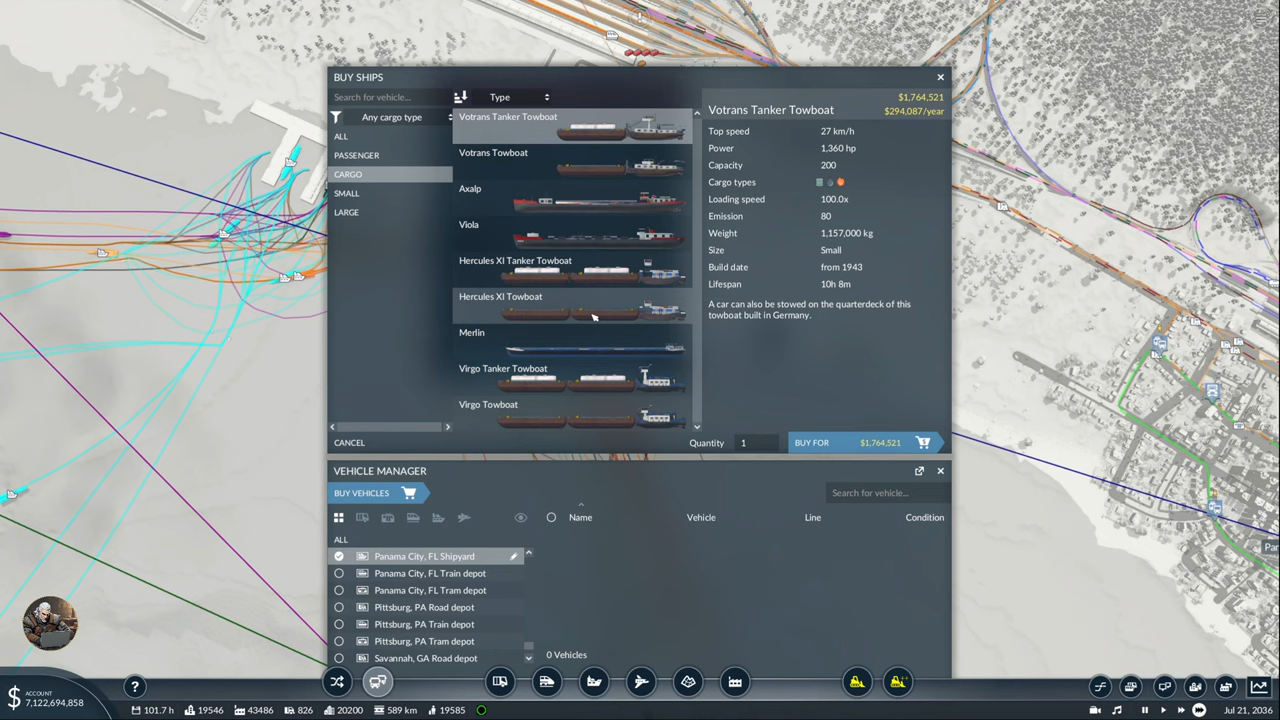 BUY SHIPS
Search for vehicle...
Type
Any cargo type
ALL
PASSENGER
CARGO
SMALL
LARGE
Votrans Tanker Towboat
Votrans Towboat
Axalp
Viola
Hercules XI Tanker Towboat
Hercules XI Towboat
Merlin
Virgo Tanker Towboat
Virgo Towboat
$1,764,521
Votrans Tanker Towboat
$294,087/year
Top speed 27 km/h
Power 1,360 hp
Capacity 200
Cargo types
Loading speed 100.0x
Emission 80
Weight 1,157,000 kg
Size Small
Build date from 1943
Lifespan 10h 8m
A car can also be stowed on the quarterdeck of this
towboat built in Germany.
CANCEL
Quantity 1
BUY FOR $1,764,521
VEHICLE MANAGER
BUY VEHICLES
Search for vehicle...
Name Vehicle Line Condition
ALL
Panama City, FL Shipyard
Panama City, FL Train depot
Panama City, FL Tram depot
Pittsburg, PA Road depot
Pittsburg, PA Train depot
Pittsburg, PA Tram depot
Savannah, GA Road depot
0 Vehicles
Par
$ ACCOUNT
7,122,694,858
?
101.7 h 19546 43486 826 20200 589 km 19585
Jul 21, 2036